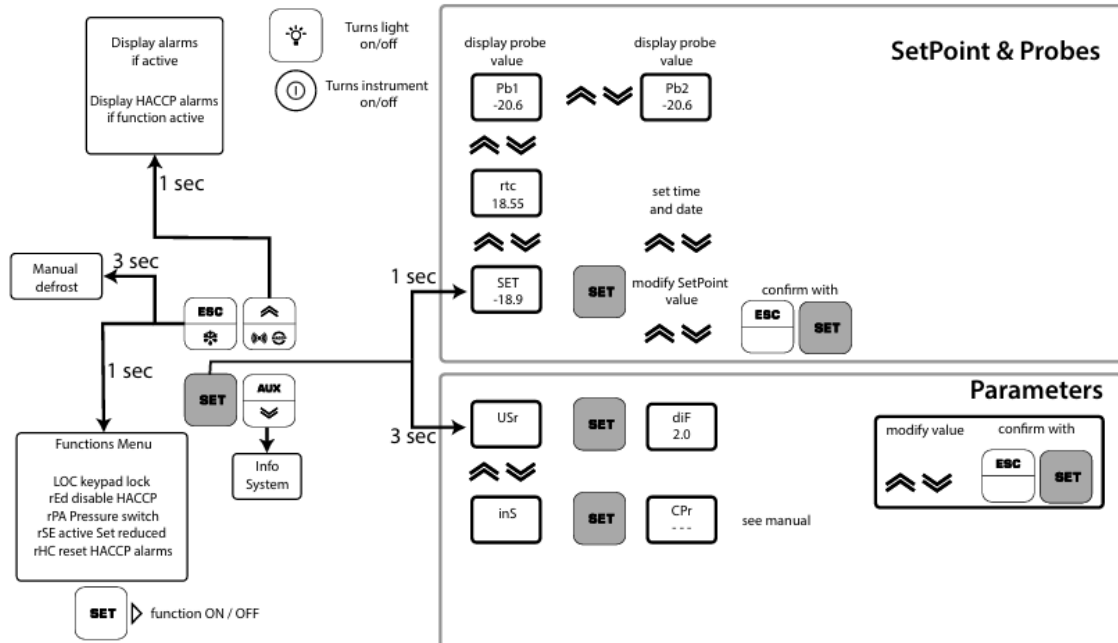 Display alarms
if active
Display HACCP alarms
if function active
Turns light
on/off
Turns instrument
on/off
1 sec
3 sec
Manual
defrost
ESC
1 sec
SET
AUX
Info
System
Functions Menu
LOC keypad lock
rEd disable HACCP
rPA Pressure switch
rSE active Set reduced
rHC reset HACCP alarms
SET
function ON / OFF
SetPoint & Probes
display probe
value
Pb1
-20.6
display probe
value
Pb2
-20.6
rtc
18.55
set time
and date
1 sec
SET
-18.9
SET
modify SetPoint
value
confirm with
ESC
SET
Parameters
3 sec
USr
SET
diF
2.0
inS
SET
CPr
- - -
see manual
modify value
confirm with
ESC
SET